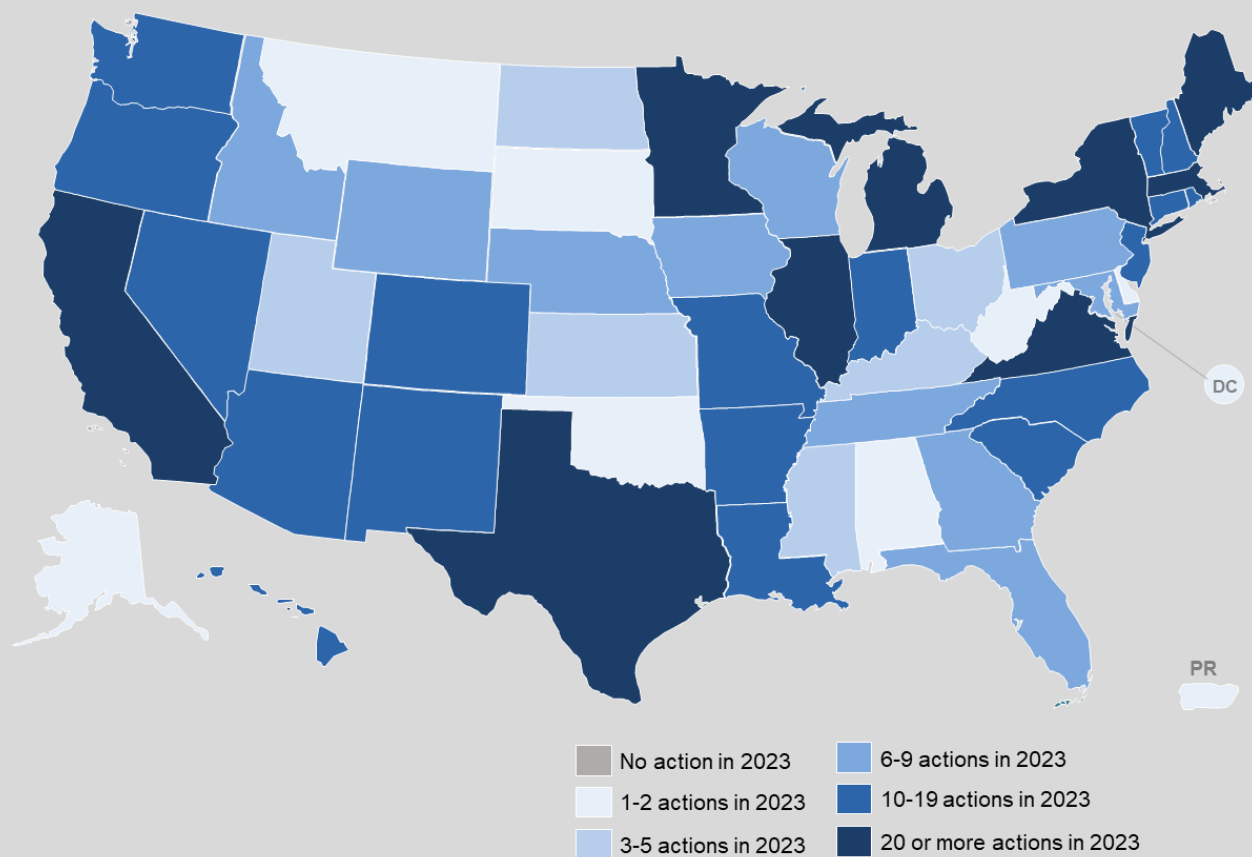 DC
PR
No action in 2023
1-2 actions in 2023
3-5 actions in 2023
6-9 actions in 2023
10-19 actions in 2023
20 or more actions in 2023